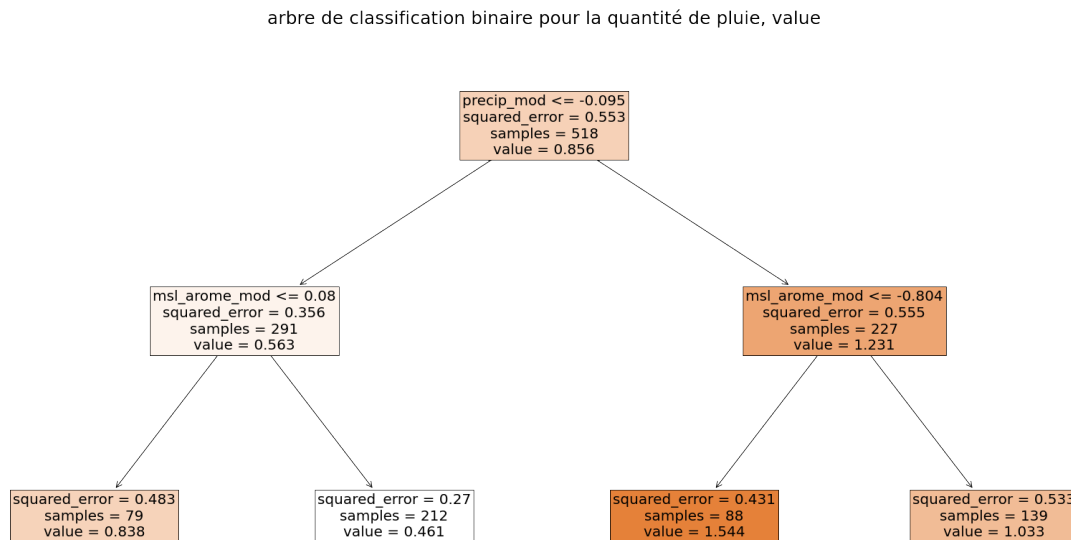 arbre de classification binaire pour la quantité de pluie, value
precip_mod <= -0.095
squared_error = 0.553
samples = 518
value = 0.856
msl_arome_mod <= 0.08
squared_error = 0.356
samples = 291
value = 0.563
msl_arome_mod <= -0.804
squared_error = 0.555
samples = 227
value = 1.231
squared_error = 0.483
samples = 79
value = 0.838
squared_error = 0.27
samples = 212
value = 0.461
squared_error = 0.431
samples = 88
value = 1.544
squared_error = 0.533
samples = 139
value = 1.033